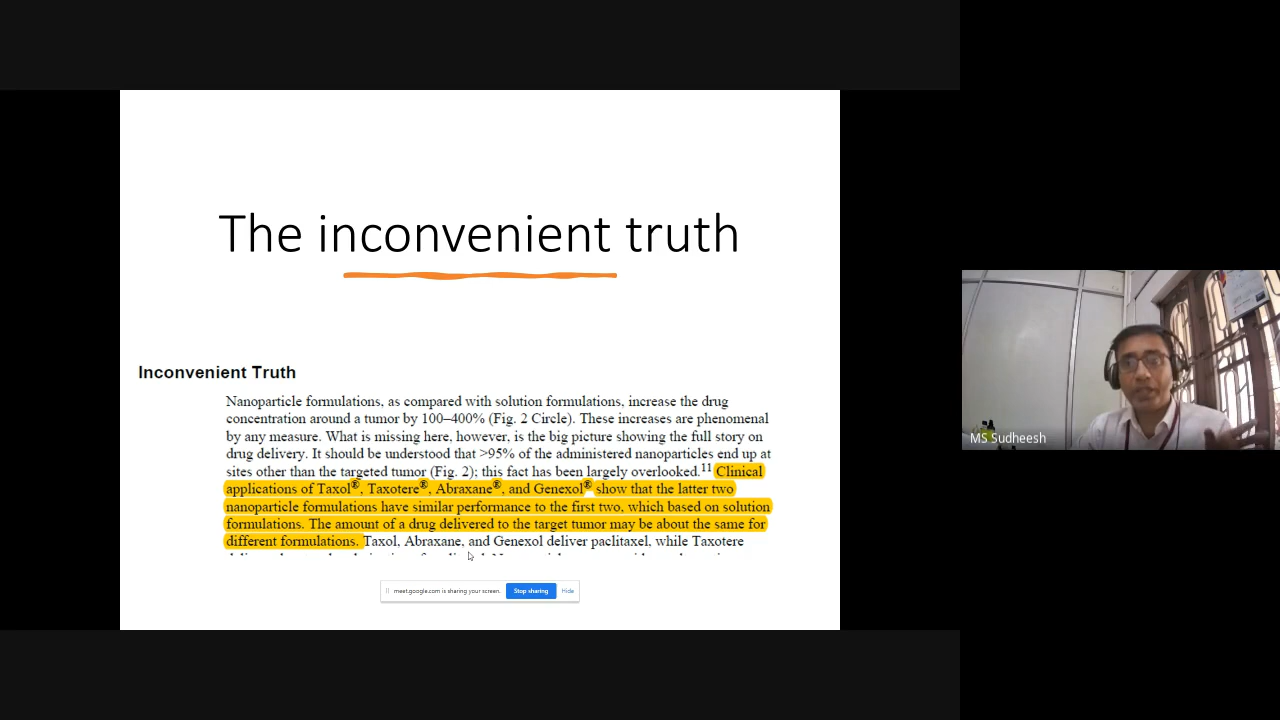 The inconvenient truth
Inconvenient Truth
Nanoparticle formulations, as compared with solution formulations, increase the drug
concentration around a tumor by 100–400% (Fig. 2 Circle). These increases are phenomenal
by any measure. What is missing here, however, is the big picture showing the full story on
drug delivery. It should be understood that >95% of the administered nanoparticles end up at
sites other than the targeted tumor (Fig. 2); this fact has been largely overlooked.11 Clinical
applications of Taxol®, Taxotere®, Abraxane®, and Genexol® show that the latter two
nanoparticle formulations have similar performance to the first two, which based on solution
formulations. The amount of a drug delivered to the target tumor may be about the same for
different formulations. Taxol, Abraxane, and Genexol deliver paclitaxel, while Taxotere
meet.google.com is sharing your screen. Stop sharing Hide
MS Sudheesh